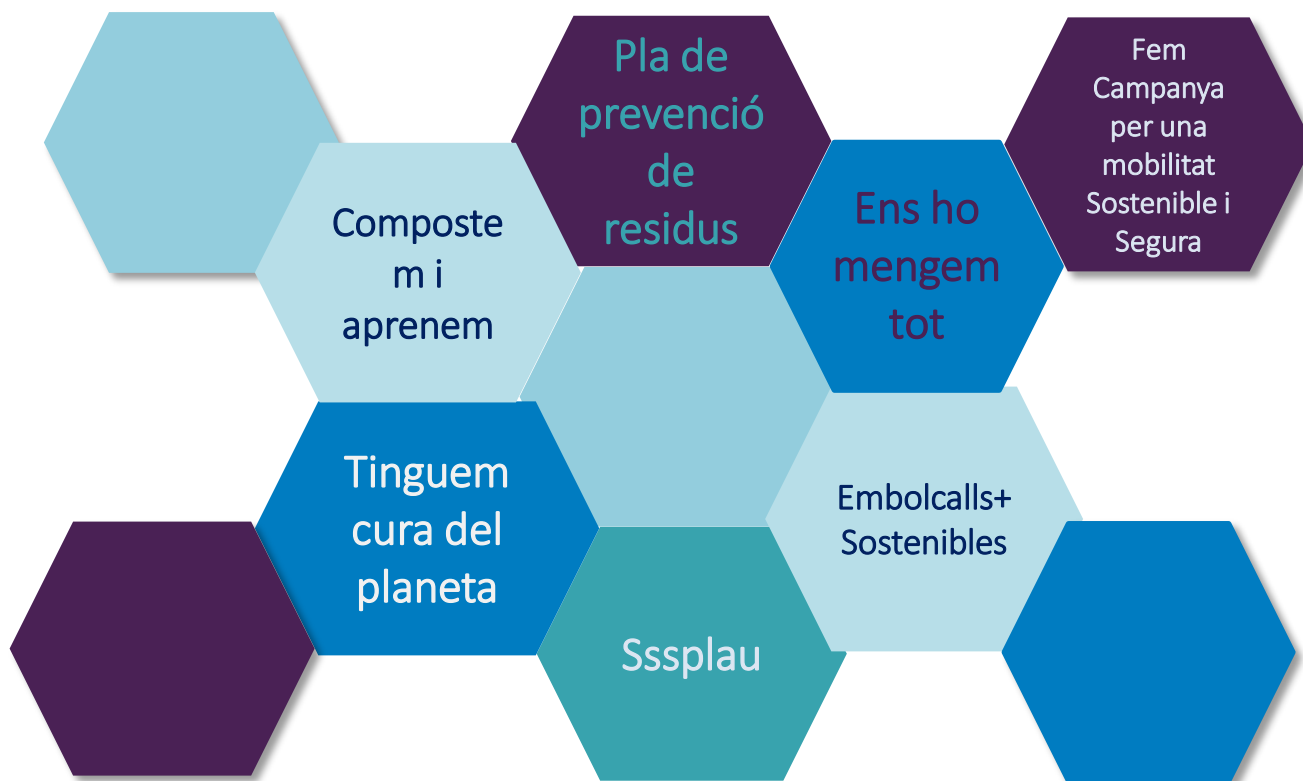 Pla de
prevenció
de
residus
Fem
Campanya
per una
mobilitat
Sostenible i
Segura
Composte
m i
aprenem
Ens ho
mengem
tot
Tinguem
cura del
planeta
Embolcalls+
Sostenibles
Sssplau